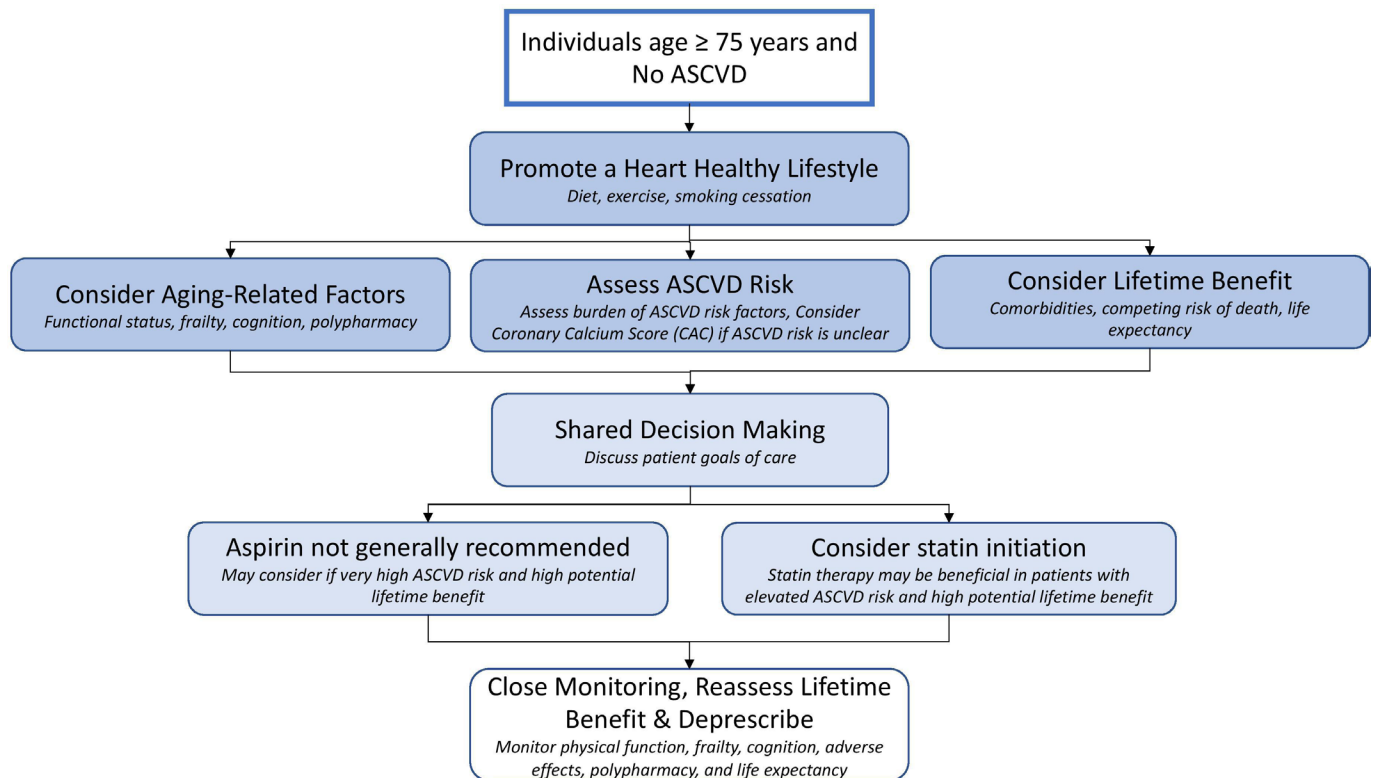 Individuals age ≥ 75 years and
No ASCVD
Promote a Heart Healthy Lifestyle
Diet, exercise, smoking cessation
Consider Aging-Related Factors
Functional status, frailty, cognition, polypharmacy
Assess ASCVD Risk
Assess burden of ASCVD risk factors, Consider
Coronary Calcium Score (CAC) if ASCVD risk is unclear
Consider Lifetime Benefit
Comorbidities, competing risk of death, life
expectancy
Shared Decision Making
Discuss patient goals of care
Aspirin not generally recommended
May consider if very high ASCVD risk and high potential
lifetime benefit
Consider statin initiation
Statin therapy may be beneficial in patients with
elevated ASCVD risk and high potential lifetime benefit
Close Monitoring, Reassess Lifetime
Benefit & Deprescribe
Monitor physical function, frailty, cognition, adverse
effects, polypharmacy, and life expectancy